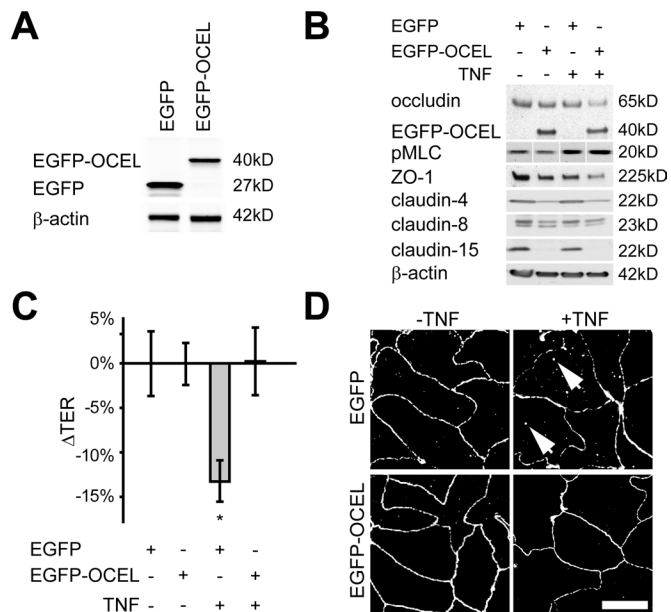 A
EGFP
EGFP-OCEL
EGFP-OCEL 40kD
EGFP 27kD
β-actin 42kD
B
EGFP + - + -
EGFP-OCEL - + - +
TNF - - + +
occludin 65kD
EGFP-OCEL 40kD
pMLC 20kD
ZO-1 225kD
claudin-4 22kD
claudin-8 23kD
claudin-15 22kD
β-actin 42kD
C
5%
0%
-5%
-10%
-15%
ΔTER
*
EGFP + - + -
EGFP-OCEL - + - +
TNF - - + +
D
-TNF +TNF
EGFP
EGFP-OCEL